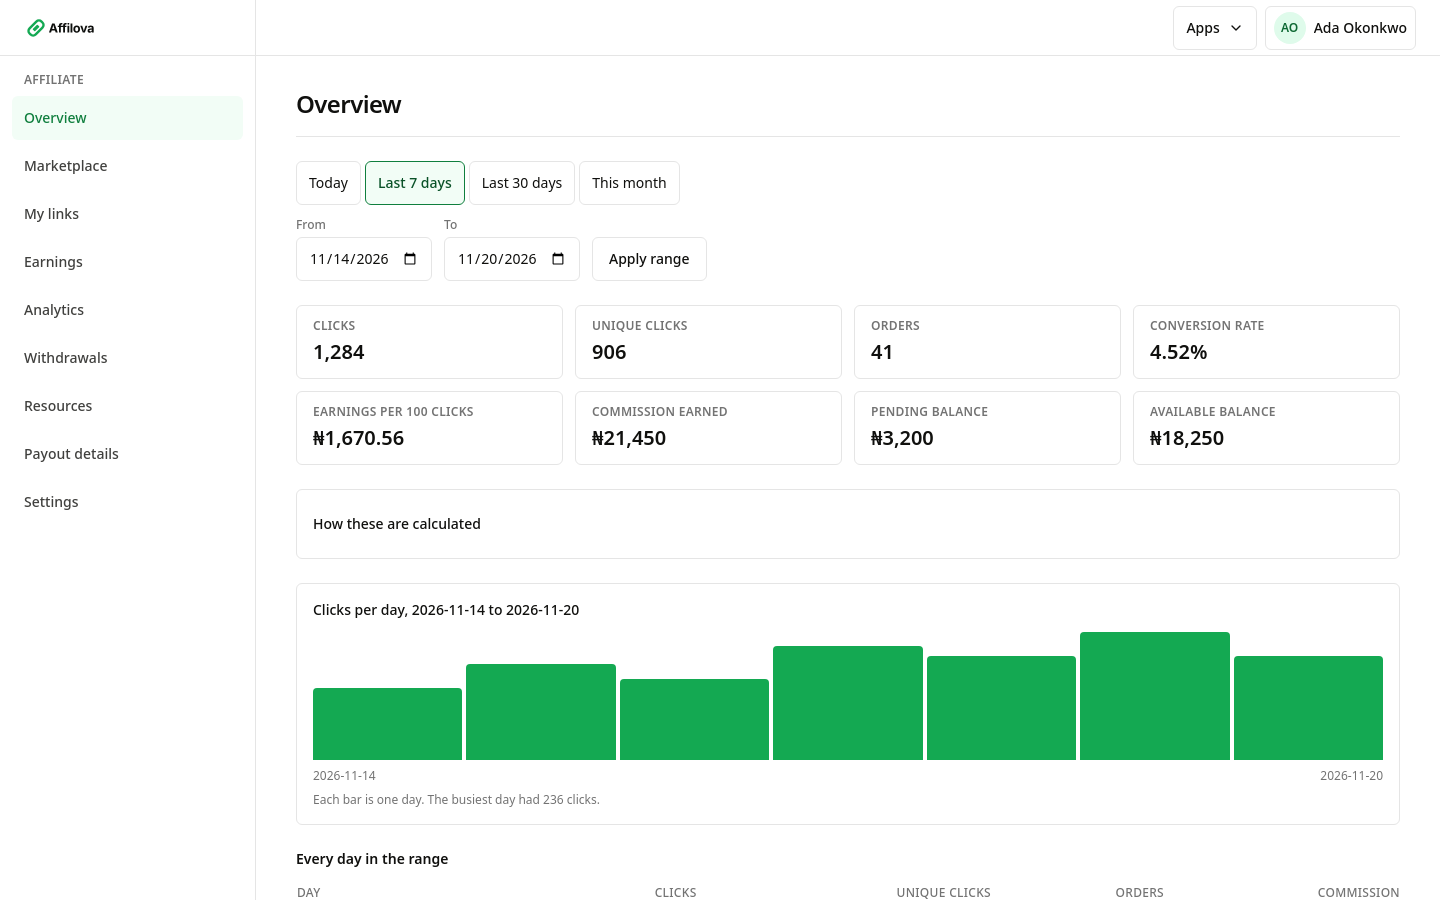 Affilova
Apps
AO
Ada Okonkwo
AFFILIATE
Overview
Marketplace
My links
Earnings
Analytics
Withdrawals
Resources
Payout details
Settings
Overview
Today
Last 7 days
Last 30 days
This month
From
To
11/14/2026
11/20/2026
Apply range
CLICKS
1,284
UNIQUE CLICKS
906
ORDERS
41
CONVERSION RATE
4.52%
EARNINGS PER 100 CLICKS
₦1,670.56
COMMISSION EARNED
₦21,450
PENDING BALANCE
₦3,200
AVAILABLE BALANCE
₦18,250
How these are calculated
Clicks per day, 2026-11-14 to 2026-11-20
2026-11-14
2026-11-20
Each bar is one day. The busiest day had 236 clicks.
Every day in the range
DAY
CLICKS
UNIQUE CLICKS
ORDERS
COMMISSION